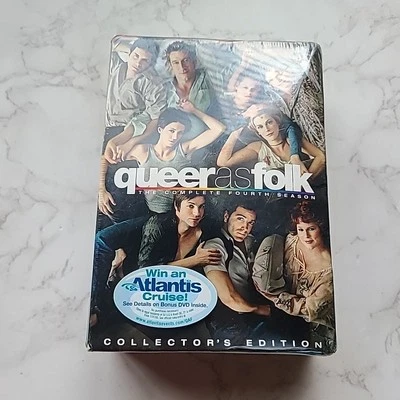 queerasfolk
THE COMPLETE FOURTH SEASON
Win an
Atlantis
Cruise!
See Details on Bonus DVD Inside.
COLLECTOR'S EDITION